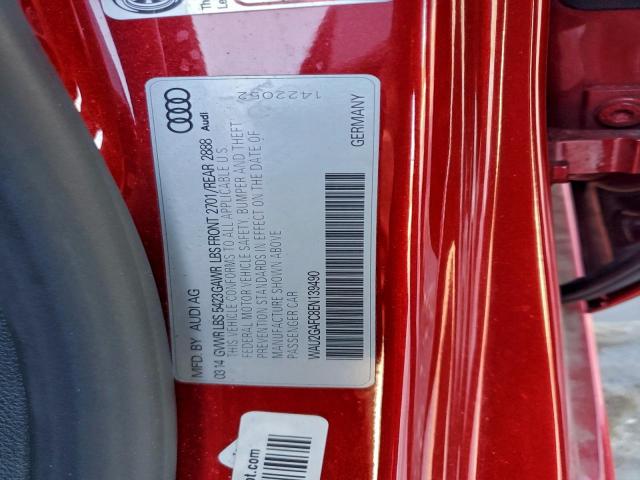 MFD. BY AUDI AG
Audi
03 14 GVWR LBS 5423 GAWR LBS FRONT 2701/REAR 2888
THIS VEHICLE CONFORMS TO ALL APPLICABLE U.S.
FEDERAL MOTOR VEHICLE SAFETY, BUMPER AND THEFT
PREVENTION STANDARDS IN EFFECT ON THE DATE OF
MANUFACTURE SHOWN ABOVE
PASSENGER CAR
WAU2GAFC8EN139490
1422052
GERMANY